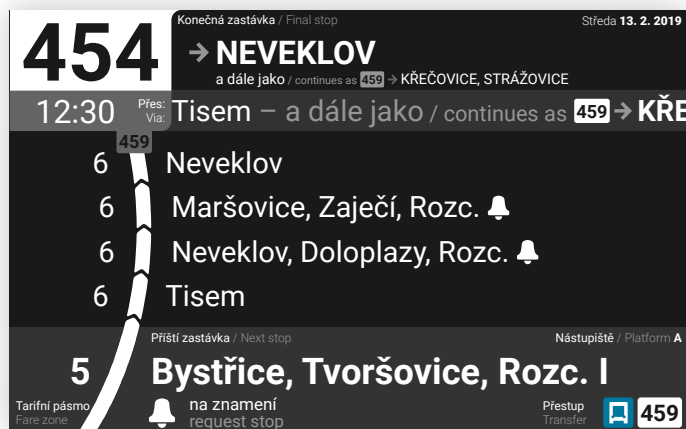 454
Konečná zastávka / Final stop
Středa 13. 2. 2019
→ NEVEKLOV
a dále jako / continues as 459 → KŘEČOVICE, STRÁŽOVICE
12:30
Přes:
Via:
Tisem – a dále jako / continues as 459 → KŘE
459
6 Neveklov
6 Maršovice, Zaječí, Rozc.
6 Neveklov, Doloplazy, Rozc.
6 Tisem
Příští zastávka / Next stop
Nástupiště / Platform A
5 Bystřice, Tvoršovice, Rozc. I
Tarifní pásmo
Fare zone
na znamení
request stop
Přestup
Transfer
459